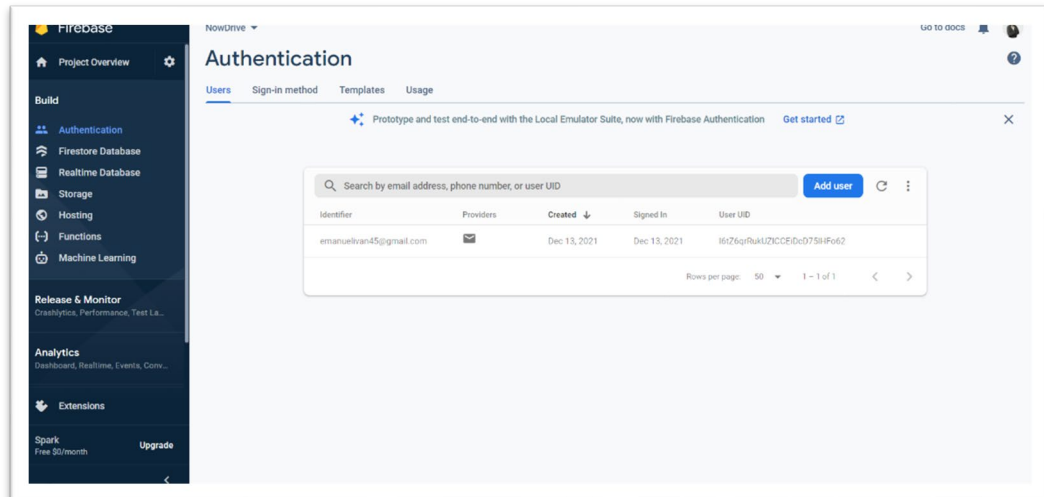 Firebase
NowDrive
Go to docs
Project Overview
Authentication
Users Sign-in method Templates Usage
Build
Prototype and test end-to-end with the Local Emulator Suite, now with Firebase Authentication Get started
Authentication
Firestore Database
Realtime Database
Storage
Hosting
Functions
Machine Learning
Release & Monitor
Crashlytics, Performance, Test La...
Analytics
Dashboard, Realtime, Events, Conv...
Extensions
Spark
Free $0/month
Upgrade
Search by email address, phone number, or user UID
Add user
Identifier Providers Created Signed In User UID
emanuelivan45@gmail.com Dec 13, 2021 Dec 13, 2021
Rows per page: 50 1 – 1 of 1